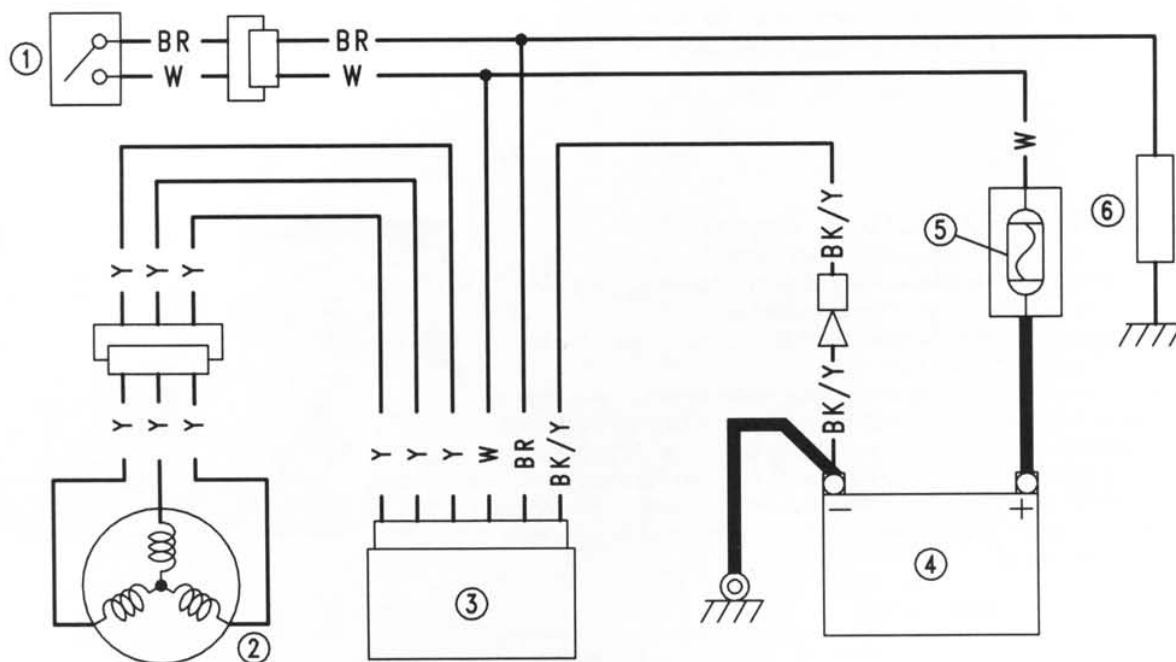 1 BR BR
W W
W
BK/Y
6
5
Y Y Y
BK/Y
Y Y Y
Y Y Y W BR BK/Y
− +
4
3
2